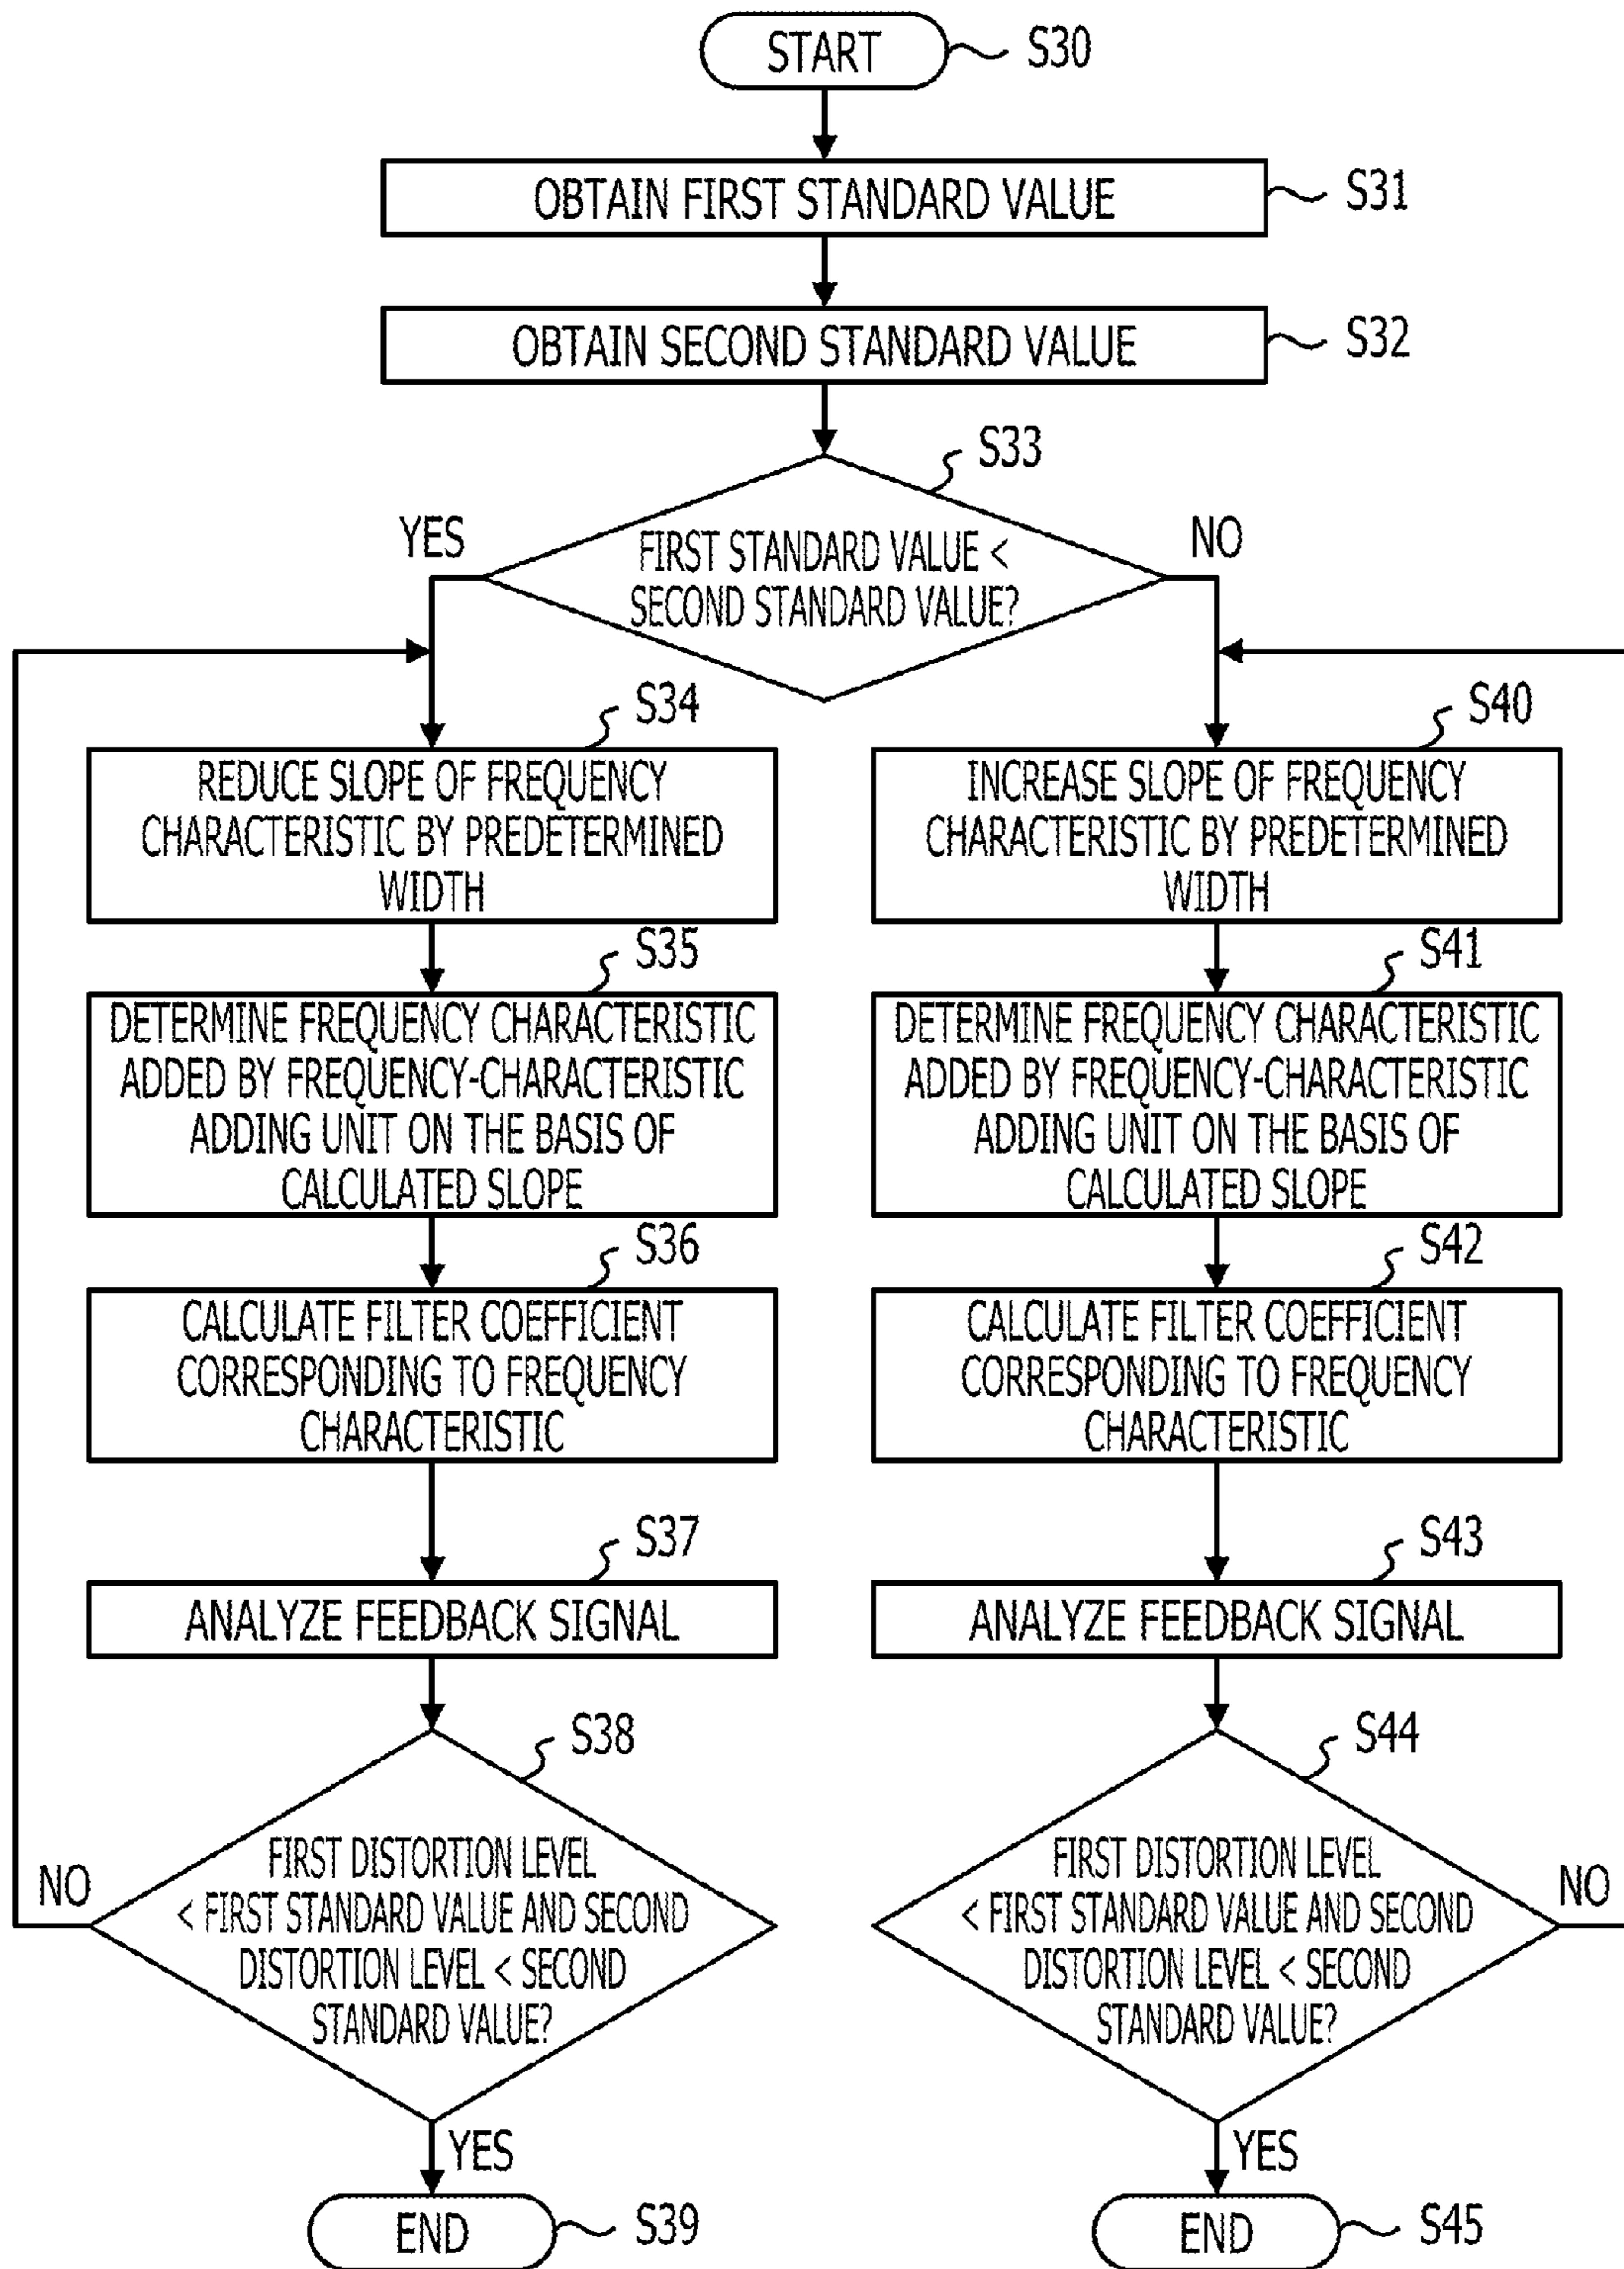 START
S30
OBTAIN FIRST STANDARD VALUE
S31
OBTAIN SECOND STANDARD VALUE
S32
S33
YES
FIRST STANDARD VALUE <
SECOND STANDARD VALUE?
NO
S34
REDUCE SLOPE OF FREQUENCY
CHARACTERISTIC BY PREDETERMINED
WIDTH
S35
DETERMINE FREQUENCY CHARACTERISTIC
ADDED BY FREQUENCY-CHARACTERISTIC
ADDING UNIT ON THE BASIS OF
CALCULATED SLOPE
S36
CALCULATE FILTER COEFFICIENT
CORRESPONDING TO FREQUENCY
CHARACTERISTIC
S37
ANALYZE FEEDBACK SIGNAL
S38
NO
FIRST DISTORTION LEVEL
< FIRST STANDARD VALUE AND SECOND
DISTORTION LEVEL < SECOND
STANDARD VALUE?
YES
END
S39
S40
INCREASE SLOPE OF FREQUENCY
CHARACTERISTIC BY PREDETERMINED
WIDTH
S41
DETERMINE FREQUENCY CHARACTERISTIC
ADDED BY FREQUENCY-CHARACTERISTIC
ADDING UNIT ON THE BASIS OF
CALCULATED SLOPE
S42
CALCULATE FILTER COEFFICIENT
CORRESPONDING TO FREQUENCY
CHARACTERISTIC
S43
ANALYZE FEEDBACK SIGNAL
S44
FIRST DISTORTION LEVEL
< FIRST STANDARD VALUE AND SECOND
DISTORTION LEVEL < SECOND
STANDARD VALUE?
NO
YES
END
S45